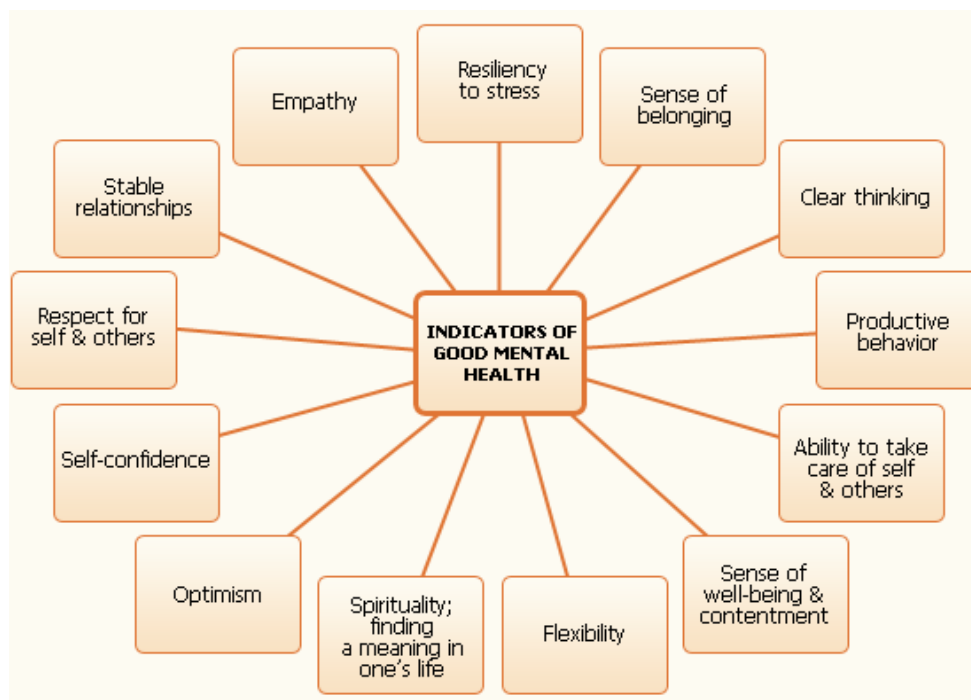 Resiliency
to stress
Empathy
Sense of
belonging
Stable
relationships
Clear thinking
Respect for
self & others
INDICATORS OF
GOOD MENTAL
HEALTH
Productive
behavior
Self-confidence
Ability to take
care of self
& others
Optimism
Spirituality;
finding
a meaning in
one's life
Flexibility
Sense of
well-being &
contentment